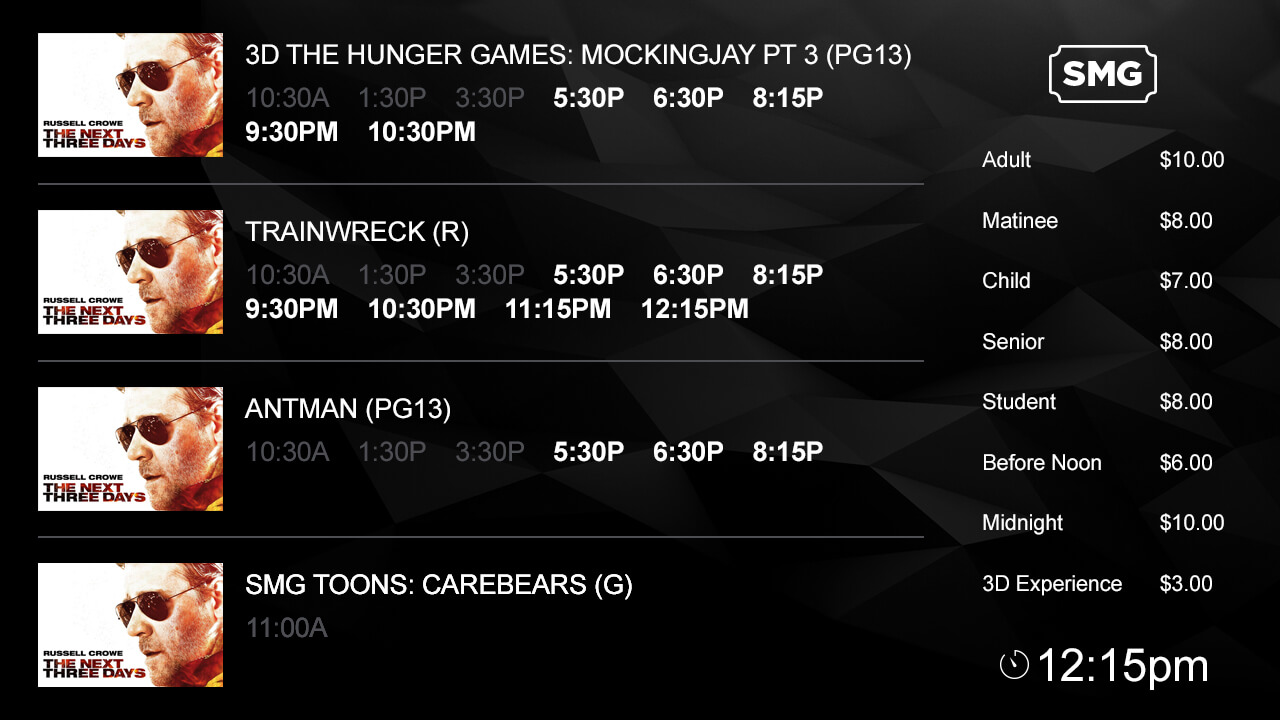 3D THE HUNGER GAMES: MOCKINGJAY PT 3 (PG13)
10:30A 1:30P 3:30P 5:30P 6:30P 8:15P
9:30PM 10:30PM
RUSSELL CROWE
THE NEXT
THREE DAYS
TRAINWRECK (R)
10:30A 1:30P 3:30P 5:30P 6:30P 8:15P
9:30PM 10:30PM 11:15PM 12:15PM
RUSSELL CROWE
THE NEXT
THREE DAYS
ANTMAN (PG13)
10:30A 1:30P 3:30P 5:30P 6:30P 8:15P
RUSSELL CROWE
THE NEXT
THREE DAYS
SMG TOONS: CAREBEARS (G)
11:00A
RUSSELL CROWE
THE NEXT
THREE DAYS
SMG
Adult $10.00
Matinee $8.00
Child $7.00
Senior $8.00
Student $8.00
Before Noon $6.00
Midnight $10.00
3D Experience $3.00
12:15pm